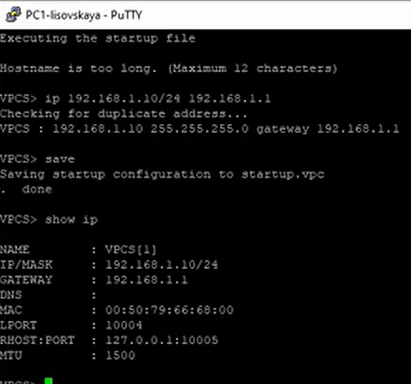 PC1-lisovskaya - PuTTY
Executing the startup file
Hostname is too long. (Maximum 12 characters)
VPCS> ip 192.168.1.10/24 192.168.1.1
Checking for duplicate address...
VPCS : 192.168.1.10 255.255.255.0 gateway 192.168.1.1
VPCS> save
Saving startup configuration to startup.vpc
.  done
VPCS> show ip
NAME        : VPCS[1]
IP/MASK     : 192.168.1.10/24
GATEWAY     : 192.168.1.1
DNS         :
MAC         : 00:50:79:66:68:00
LPORT       : 10004
RHOST:PORT  : 127.0.0.1:10005
MTU         : 1500
VPCS>